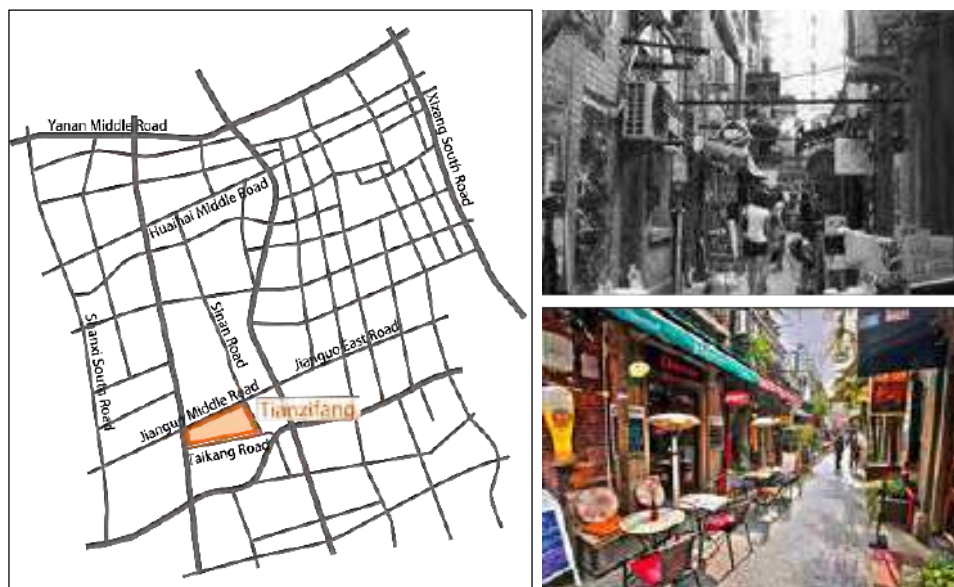 Yanan Middle Road
Xizang South Road
Huaihai Middle Road
Sinan Road
Shanxi South Road
Jianguo East Road
Jianguo Middle Road
Tianzifang
Taikang Road